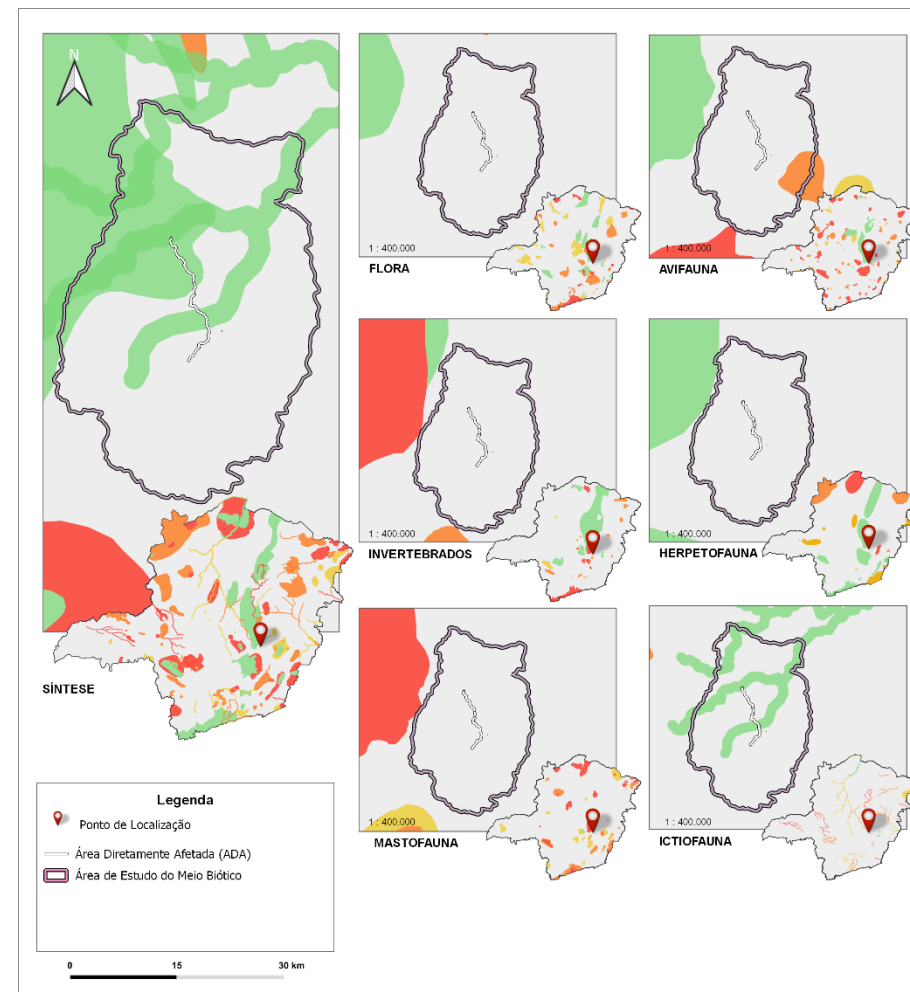 N
SÍNTESE
1 : 400.000
FLORA
1 : 400.000
AVIFAUNA
1 : 400.000
INVERTEBRADOS
1 : 400.000
HERPETOFAUNA
1 : 400.000
MASTOFAUNA
1 : 400.000
ICTIOFAUNA
Legenda
Ponto de Localização
Área Diretamente Afetada (ADA)
Área de Estudo do Meio Biótico
0 15 30 km